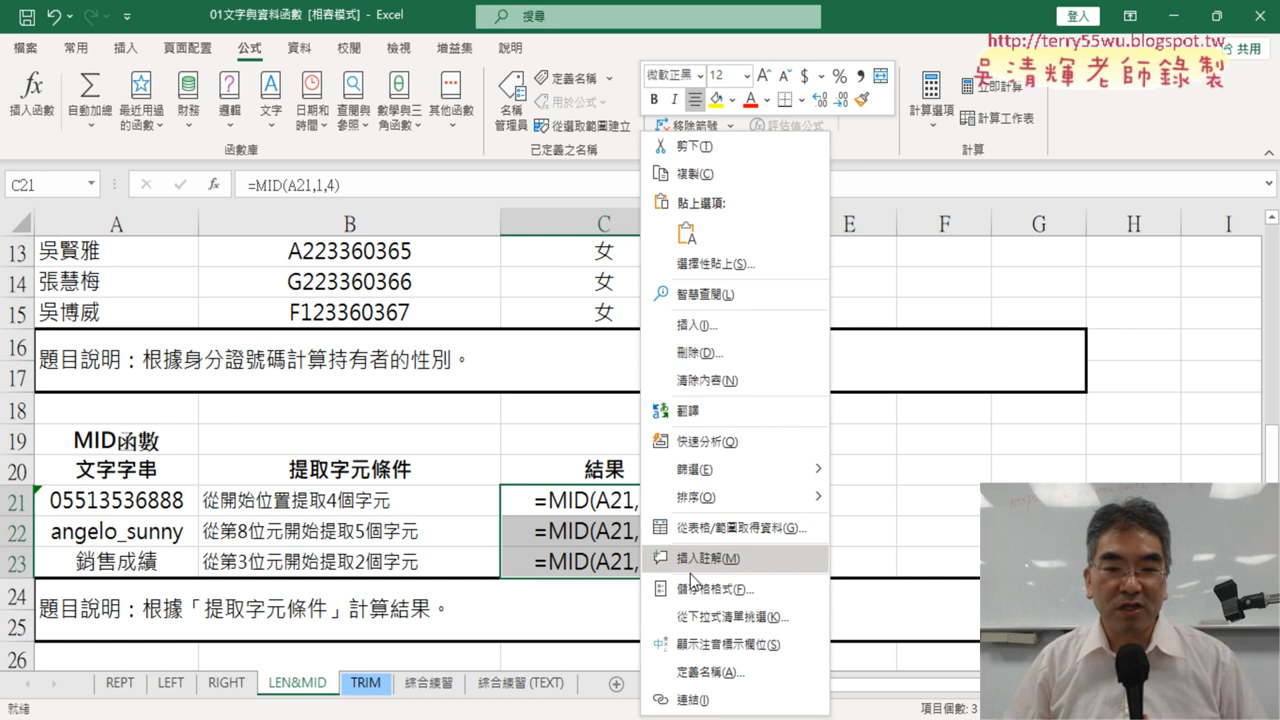 01文字與資料函數 [相容模式] - Excel
搜尋
登入
http://terry55wu.blogspot.tw
吳清輝老師錄製
檔案 常用 插入 頁面配置 公式 資料 校閱 檢視 增益集 說明
共用
插入函數
自動加總
最近用過的函數
財務
邏輯
文字
日期和時間
查閱與參照
數學與三角函數
其他函數
函數庫
名稱管理員
定義名稱
用於公式
從選取範圍建立
已定義之名稱
微軟正黑 12
B I A
移除箭號
評估值公式
計算選項
立即計算
計算工作表
計算
C21
=MID(A21,1,4)
A B C E F G H I
13 吳賢雅 A223360365 女
14 張慧梅 G223360366 女
15 吳博威 F123360367 女
16
題目說明：根據身分證號碼計算持有者的性別。
17
18
19 MID函數
20 文字字串 提取字元條件 結果
21 05513536888 從開始位置提取4個字元 =MID(A21,
22 angelo_sunny 從第8位元開始提取5個字元 =MID(A21,
23 銷售成績 從第3位元開始提取2個字元 =MID(A21,
24
題目說明：根據「提取字元條件」計算結果。
25
26
剪下(T)
複製(C)
貼上選項:
選擇性貼上(S)...
智慧查閱(L)
插入(I)...
刪除(D)...
清除內容(N)
翻譯
快速分析(Q)
篩選(E)
排序(O)
從表格/範圍取得資料(G)...
插入註解(M)
儲存格格式(F)...
從下拉式清單挑選(K)...
顯示注音標示欄位(S)
定義名稱(A)...
連結(I)
REPT LEFT RIGHT LEN&MID TRIM 綜合練習 綜合練習 (TEXT)
就緒
項目個數: 3